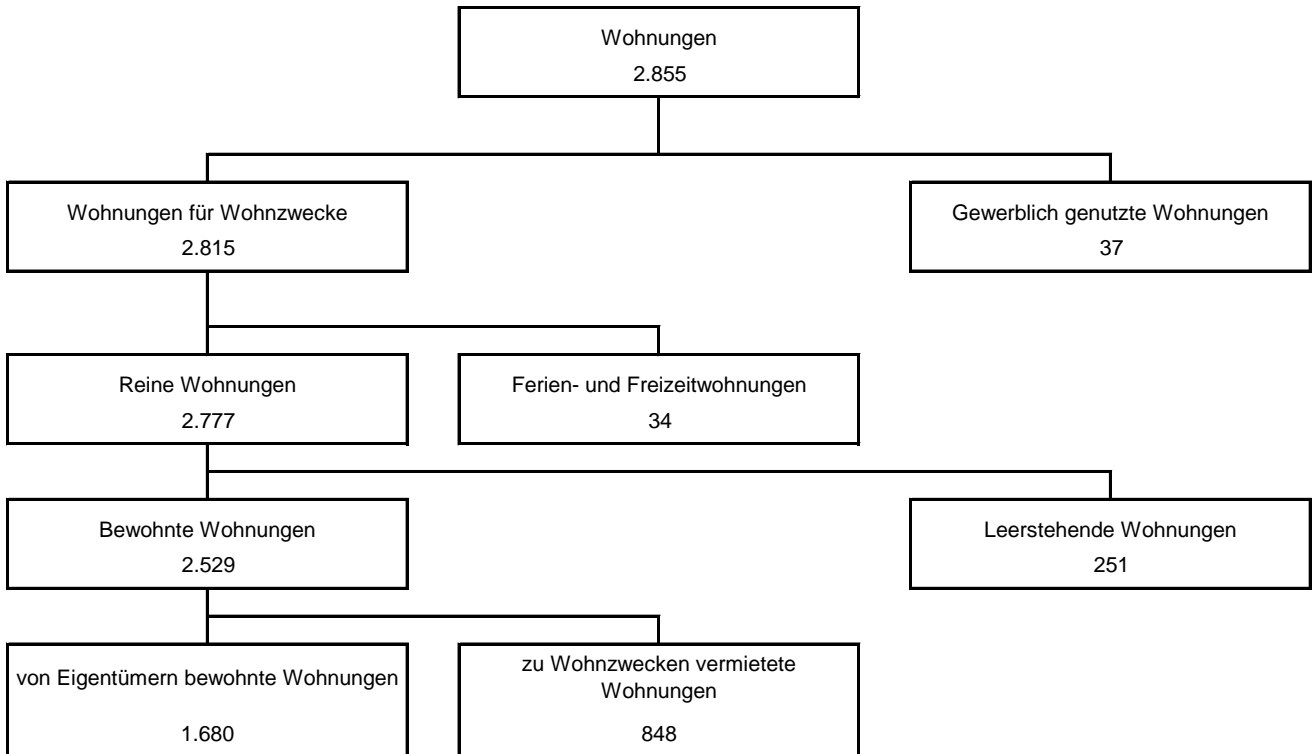 Wohnungen
2.855
Wohnungen für Wohnzwecke
2.815
Gewerblich genutzte Wohnungen
37
Reine Wohnungen
2.777
Ferien- und Freizeitwohnungen
34
Bewohnte Wohnungen
2.529
Leerstehende Wohnungen
251
von Eigentümern bewohnte Wohnungen
1.680
zu Wohnzwecken vermietete
Wohnungen
848